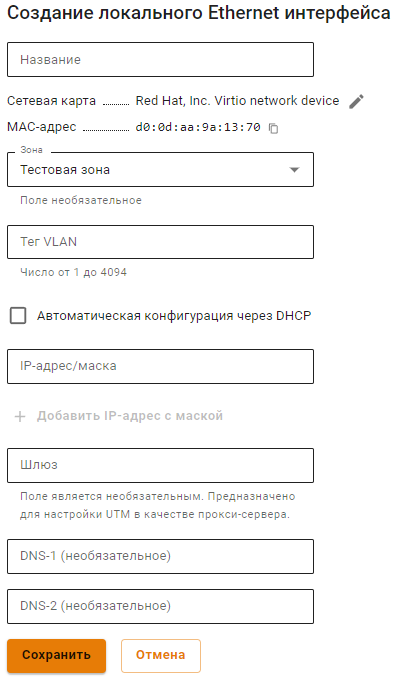 Создание локального Ethernet интерфейса
Название
Сетевая карта ........ Red Hat, Inc. Virtio network device
MAC-адрес .............. d0:0d:aa:9a:13:70
Зона
Тестовая зона
Поле необязательное
Тег VLAN
Число от 1 до 4094
Автоматическая конфигурация через DHCP
IP-адрес/маска
+ Добавить IP-адрес с маской
Шлюз
Поле является необязательным. Предназначено
для настройки UTM в качестве прокси-сервера.
DNS-1 (необязательное)
DNS-2 (необязательное)
Сохранить Отмена